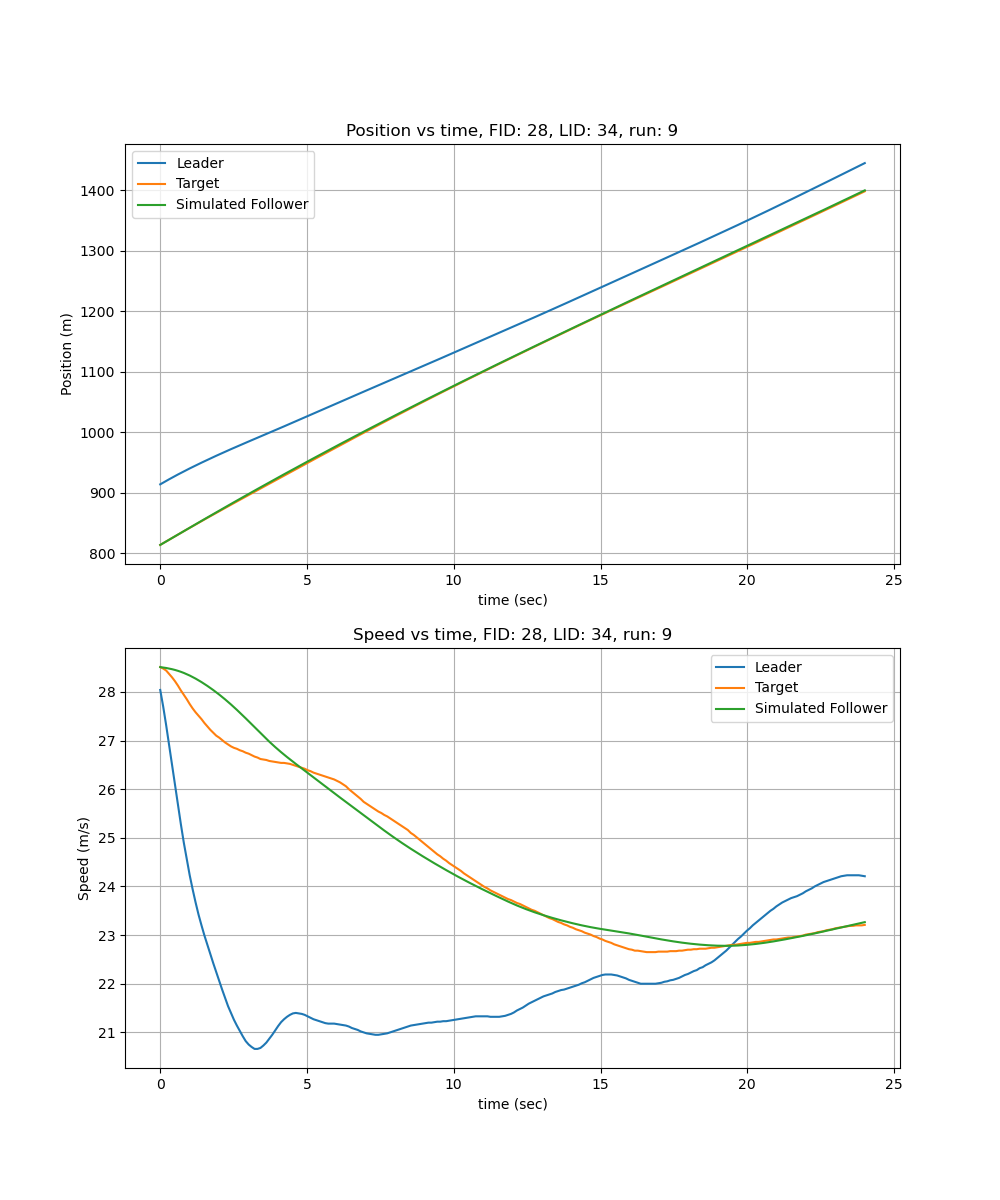 Position vs time, FID: 28, LID: 34, run: 9
Leader
Target
Simulated Follower
Position (m)
1400
1300
1200
1100
1000
900
800
0 5 10 15 20 25
time (sec)
Speed vs time, FID: 28, LID: 34, run: 9
Leader
Target
Simulated Follower
Speed (m/s)
28
27
26
25
24
23
22
21
0 5 10 15 20 25
time (sec)